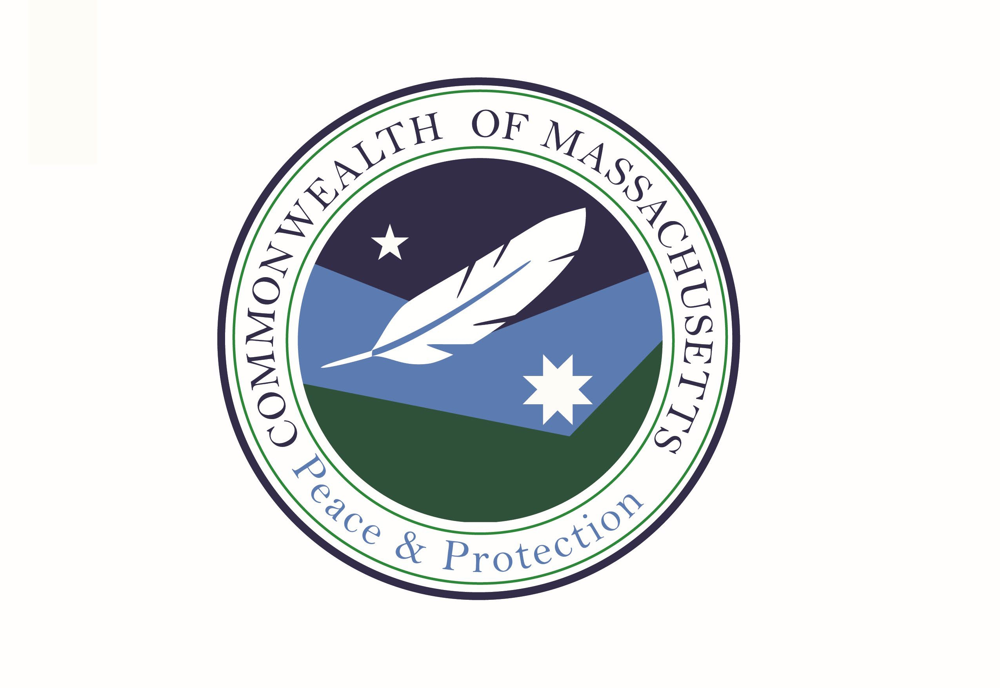 COMMONWEALTH OF MASSACHUSETTS
Peace & Protection